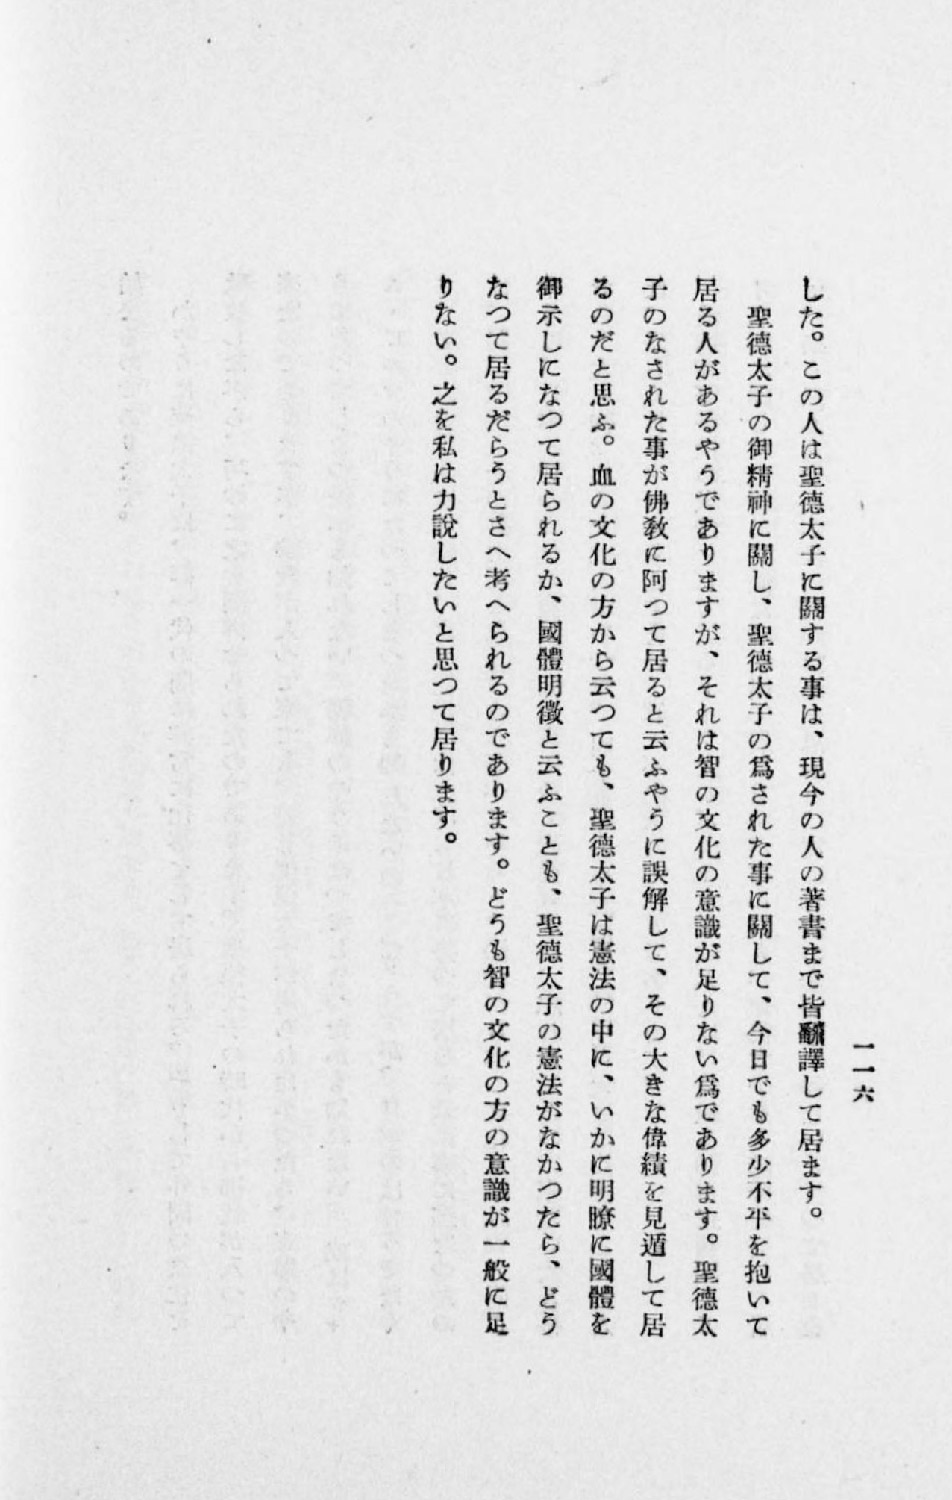 一一六
した。この人は聖德太子に關する事は、現今の人の著書まで皆飜譯して居ます。
聖德太子の御精神に關し、聖德太子の爲された事に關して、今日でも多少不平を抱いて
居る人があるやうでありますが、それは智の文化の意識が足りない爲であります。聖德太
子のなされた事が佛敎に阿つて居ると云ふやうに誤解して、その大きな偉績を見遁して居
るのだと思ふ。血の文化の方から云つても、聖德太子は憲法の中に、いかに明瞭に國體を
御示しになつて居られるか、國體明徵と云ふことも、聖德太子の憲法がなかつたら、どう
なつて居るだらうとさへ考へられるのであります。どうも智の文化の方の意識が一般に足
りない。之を私は力說したいと思つて居ります。